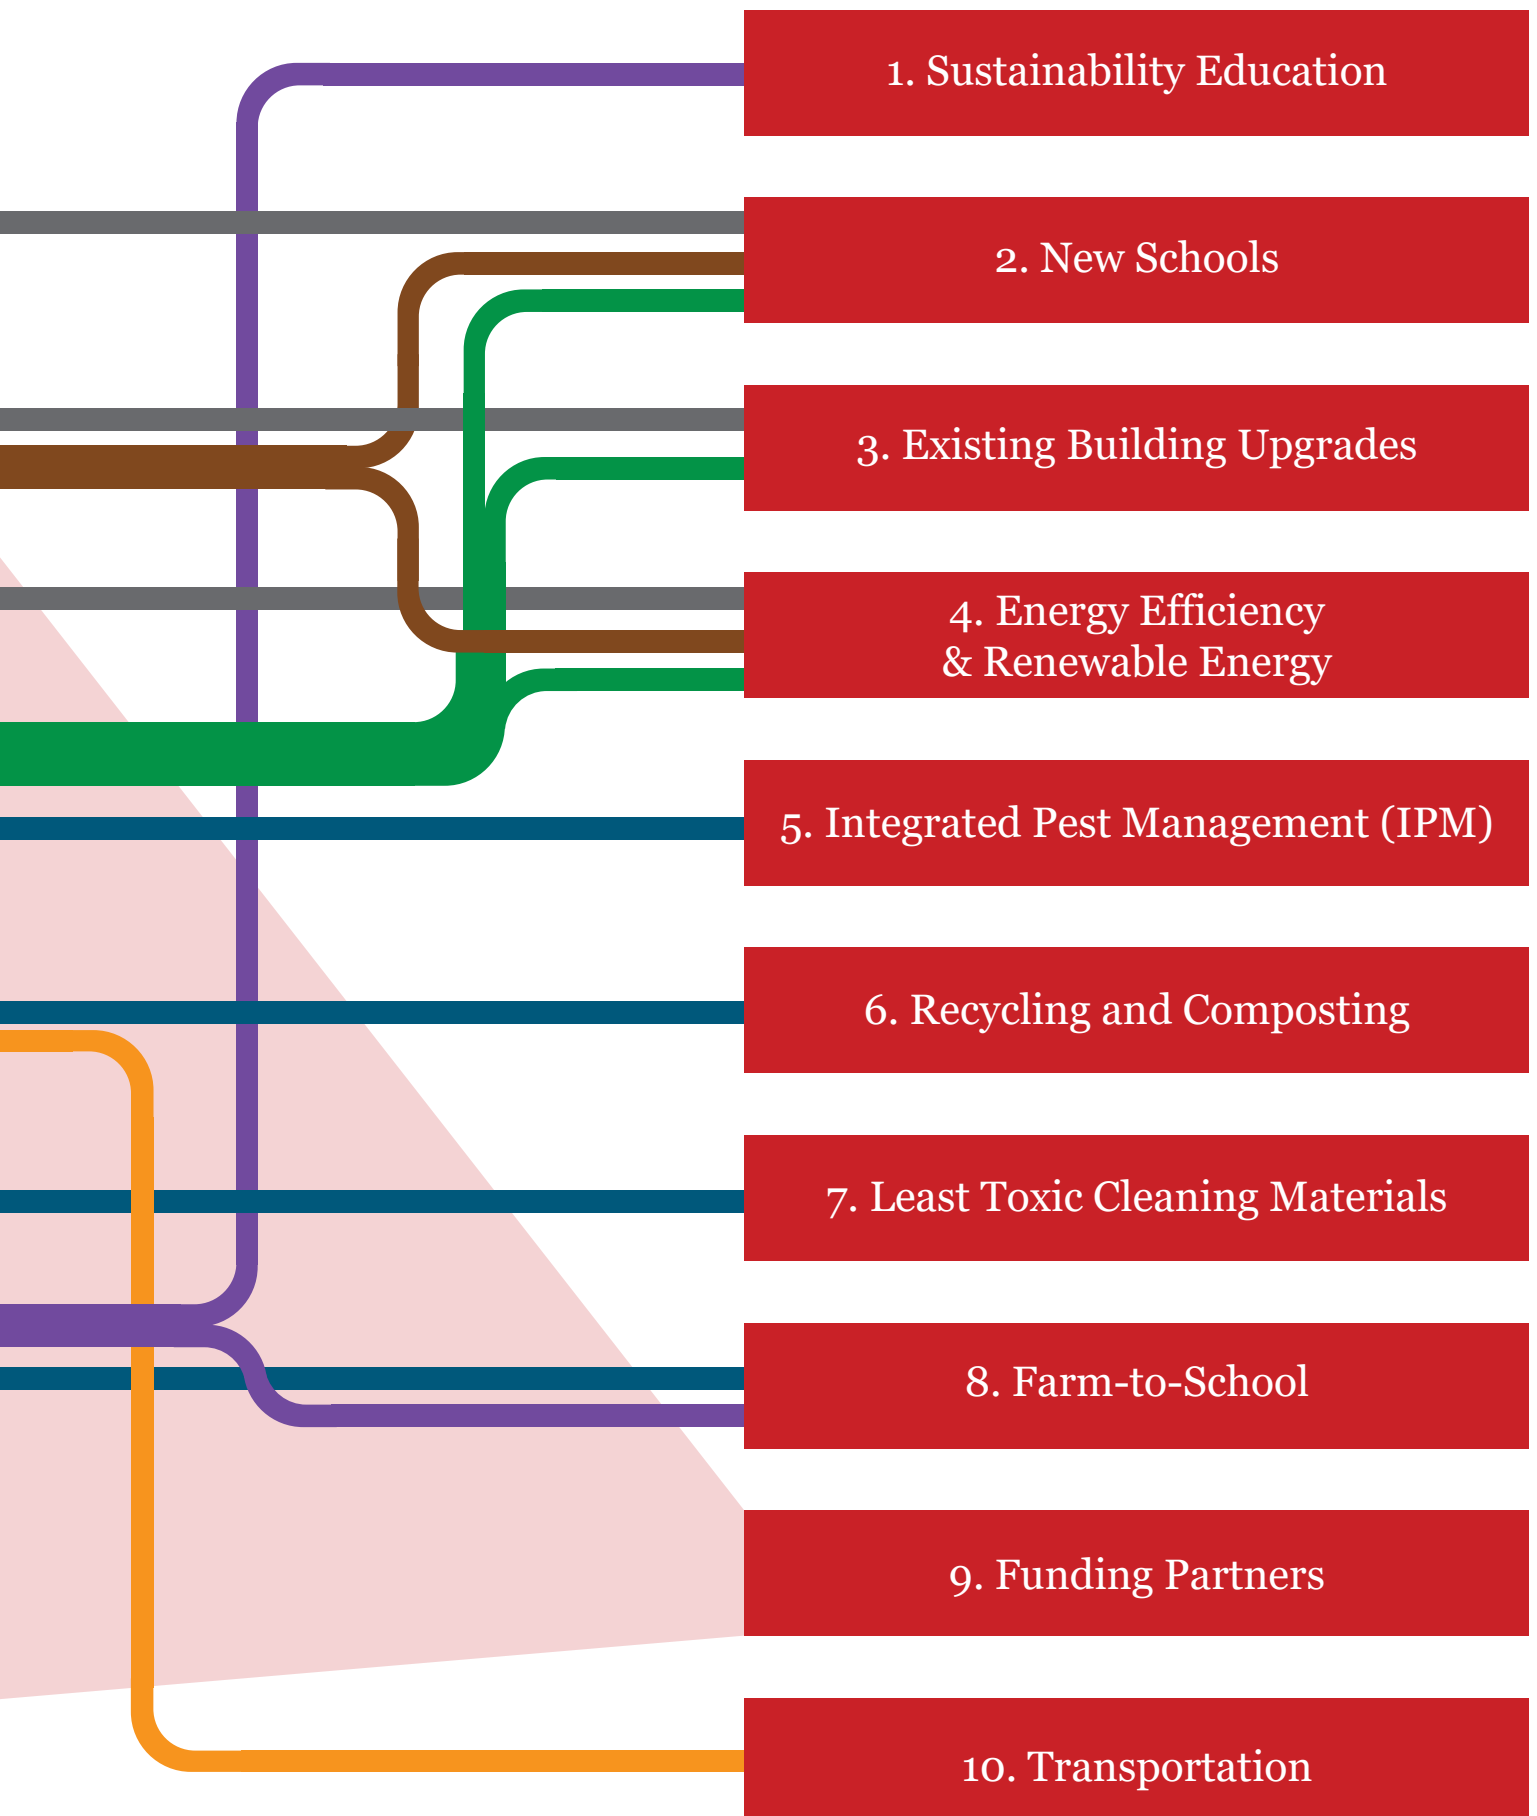 1. Sustainability Education
2. New Schools
3. Existing Building Upgrades
4. Energy Efficiency
& Renewable Energy
5. Integrated Pest Management (IPM)
6. Recycling and Composting
7. Least Toxic Cleaning Materials
8. Farm-to-School
9. Funding Partners
10. Transportation